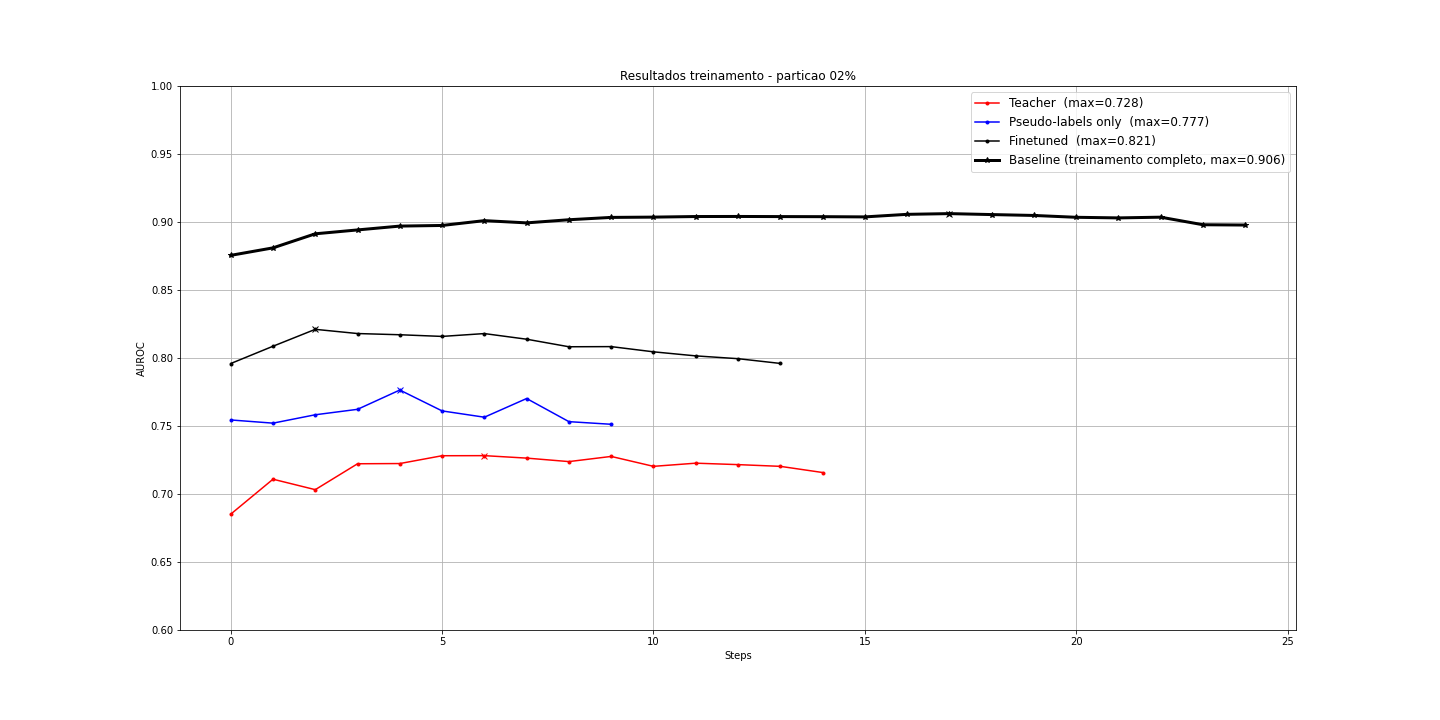 Resultados treinamento - particao 02%
Teacher  (max=0.728)
Pseudo-labels only  (max=0.777)
Finetuned  (max=0.821)
Baseline (treinamento completo, max=0.906)
AUROC
1.00
0.95
0.90
0.85
0.80
0.75
0.70
0.65
0.60
0 5 10 15 20 25
Steps